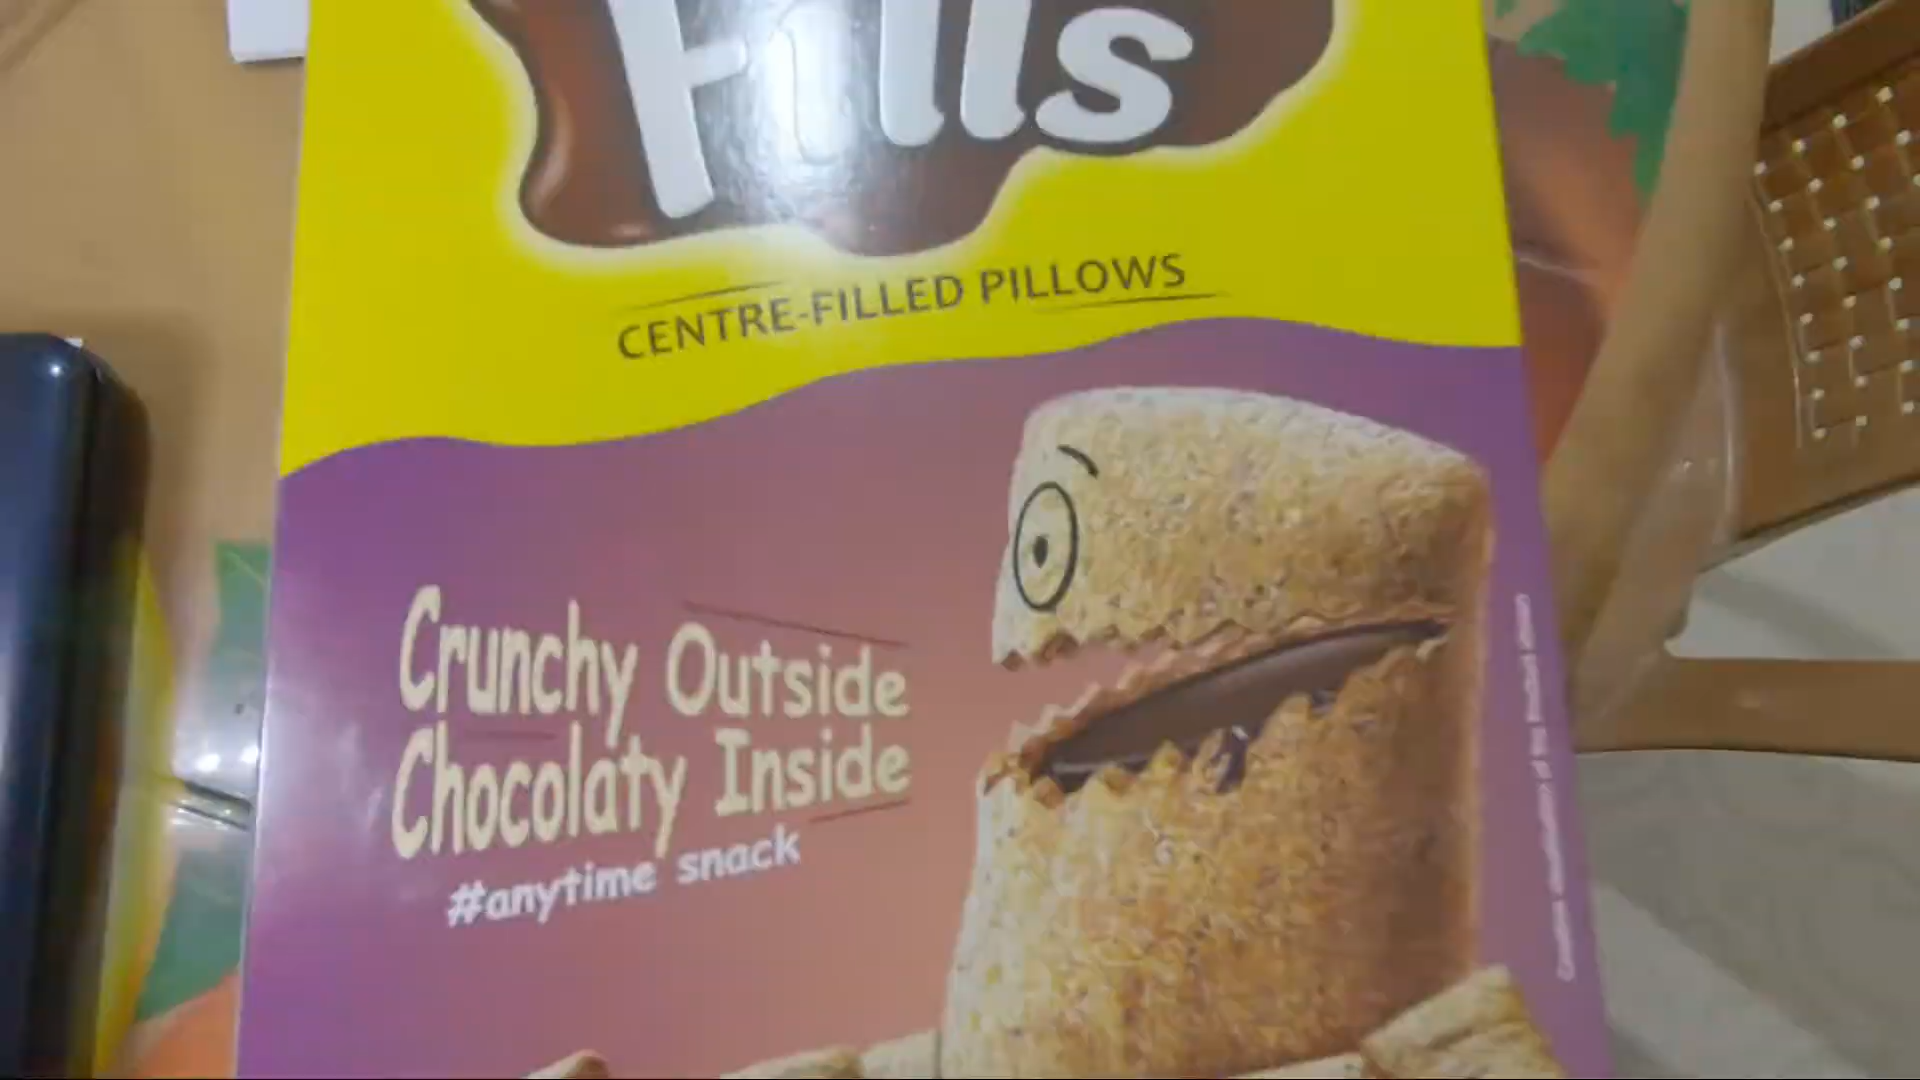 Fills
CENTRE-FILLED PILLOWS
Crunchy Outside
Chocolaty Inside
#anytime snack